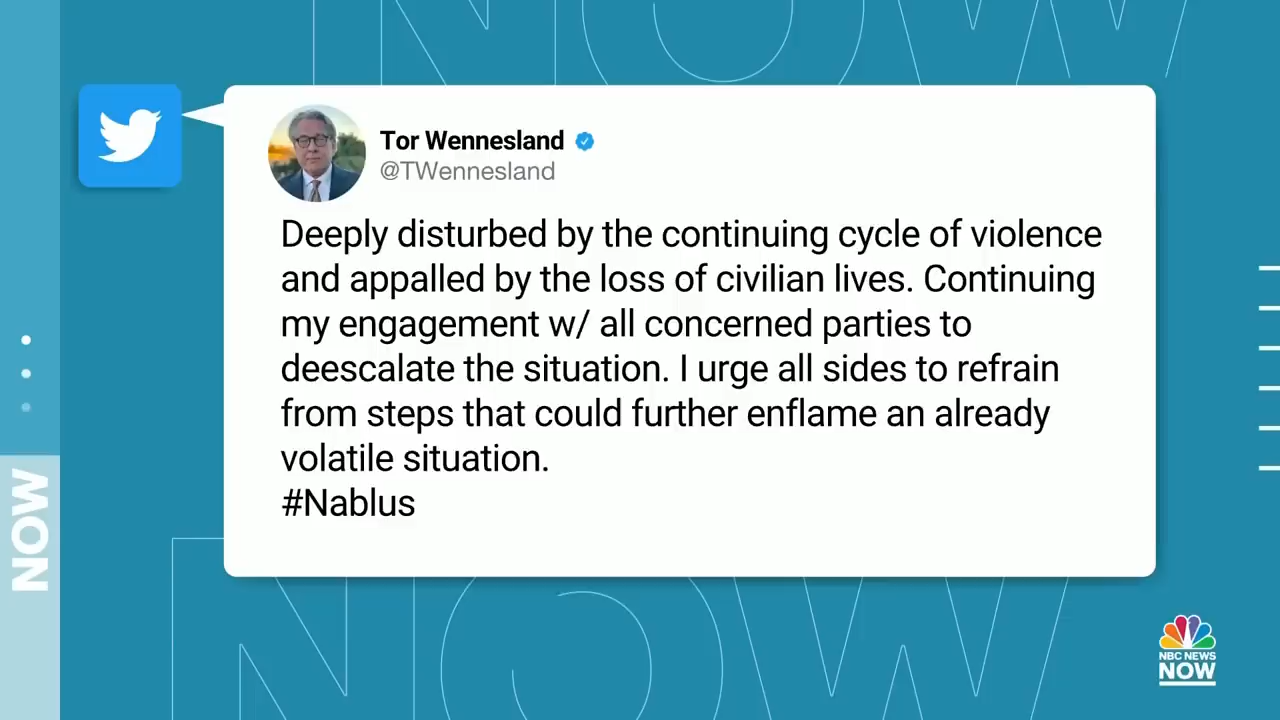 NOW
Tor Wennesland
@TWennesland
Deeply disturbed by the continuing cycle of violence
and appalled by the loss of civilian lives. Continuing
my engagement w/ all concerned parties to
deescalate the situation. I urge all sides to refrain
from steps that could further enflame an already
volatile situation.
#Nablus
NOW
NOW
NBC NEWS
NOW